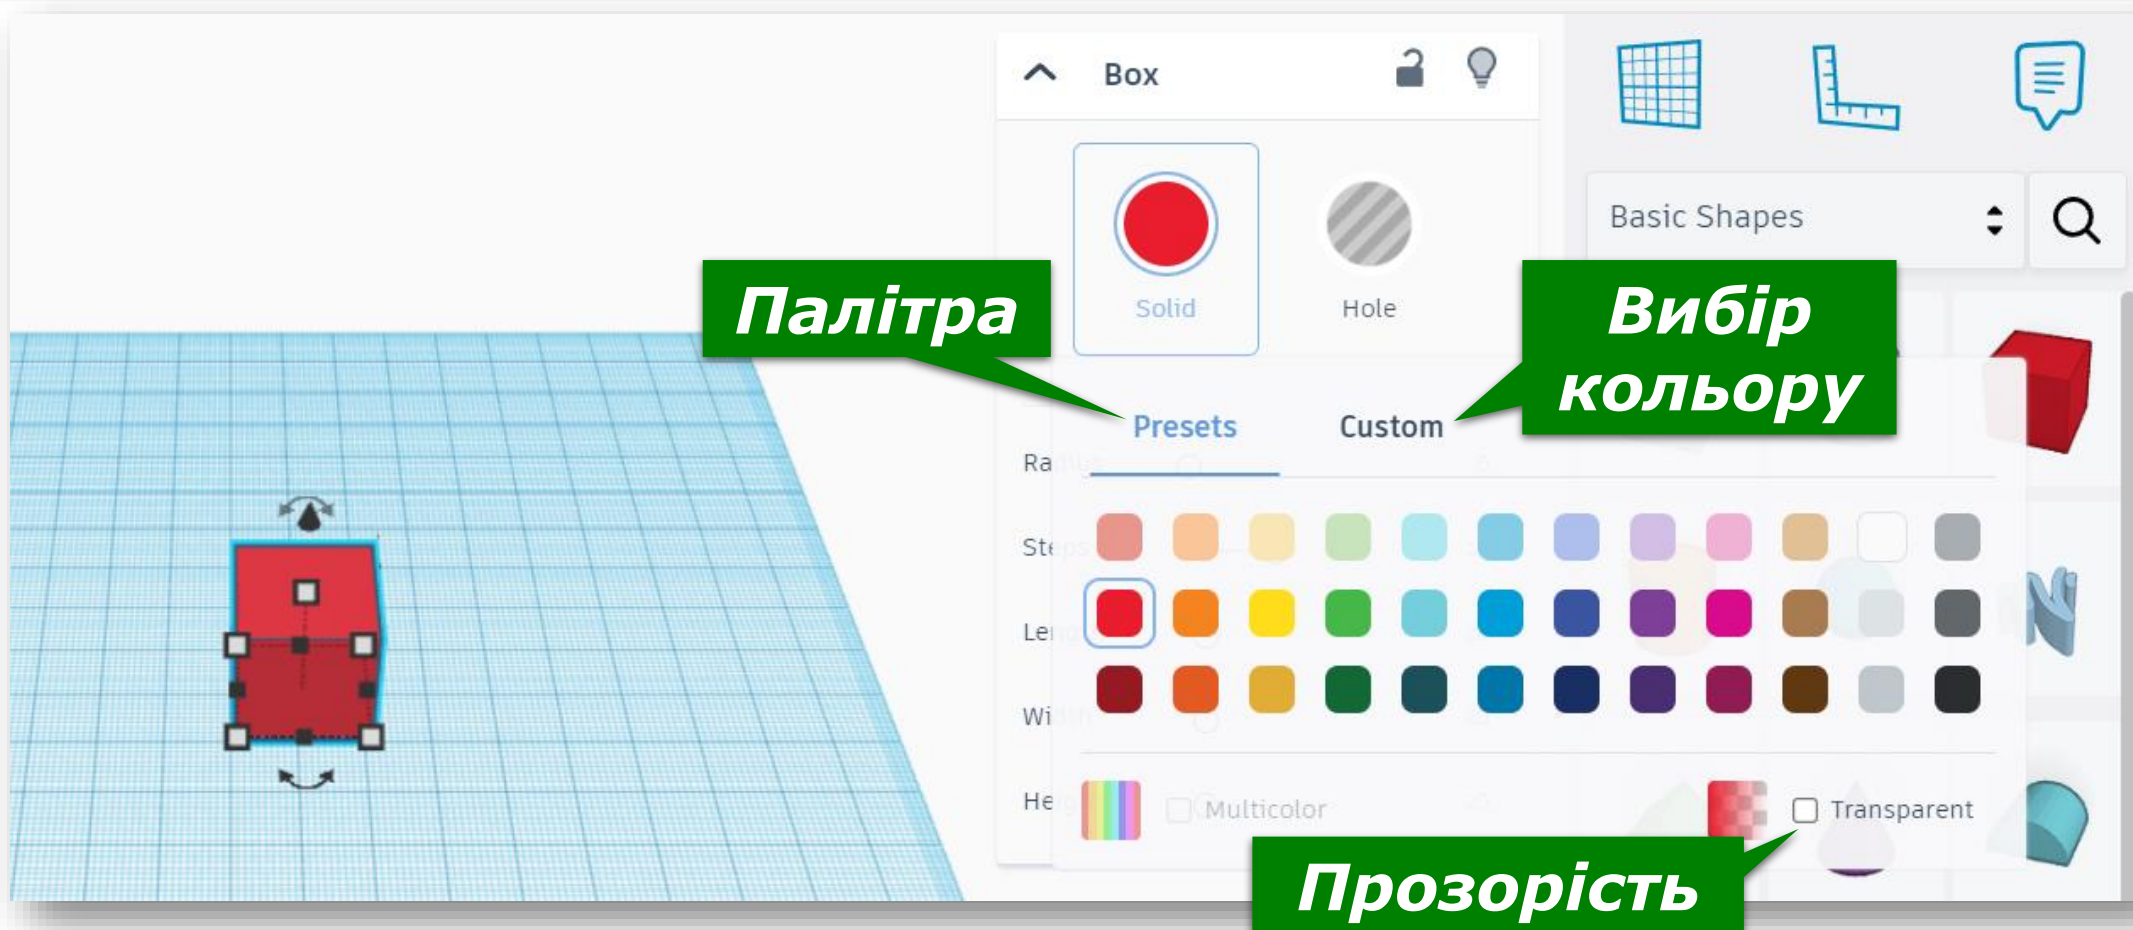 Box
Basic Shapes
Solid
Hole
Палітра
Вибір
кольору
Presets
Custom
Multicolor
Transparent
Прозорість